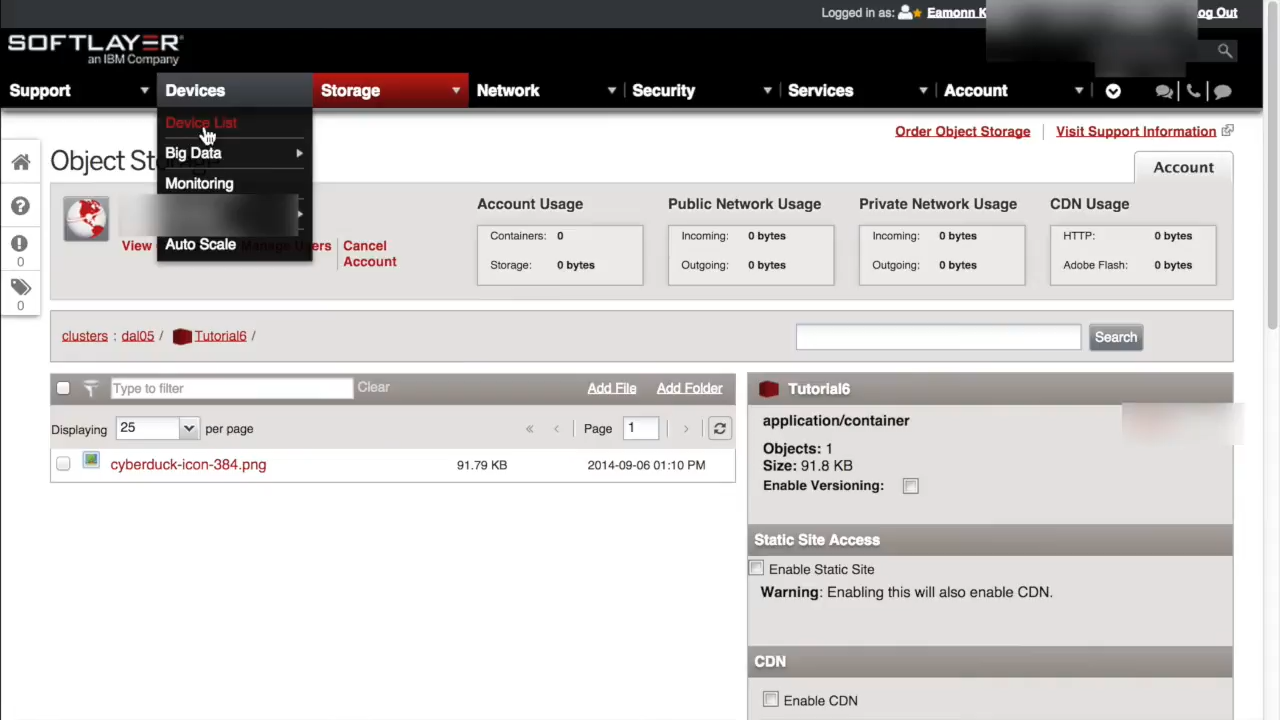 Logged in as: Eamonn K
og Out
SOFTLAYER
an IBM Company
Support Devices Storage Network Security Services Account
Device List
Big Data
Monitoring
Auto Scale
Order Object Storage Visit Support Information
Object St
Account
View
Manage Users
Cancel
Account
Account Usage
Containers: 0
Storage: 0 bytes
Public Network Usage
Incoming: 0 bytes
Outgoing: 0 bytes
Private Network Usage
Incoming: 0 bytes
Outgoing: 0 bytes
CDN Usage
HTTP: 0 bytes
Adobe Flash: 0 bytes
0
0
clusters : dal05 / Tutorial6 /
Search
Type to filter Clear Add File Add Folder
Displaying 25 per page « ‹ Page 1 ›
cyberduck-icon-384.png 91.79 KB 2014-09-06 01:10 PM
Tutorial6
application/container
Objects: 1
Size: 91.8 KB
Enable Versioning:
Static Site Access
Enable Static Site
Warning: Enabling this will also enable CDN.
CDN
Enable CDN